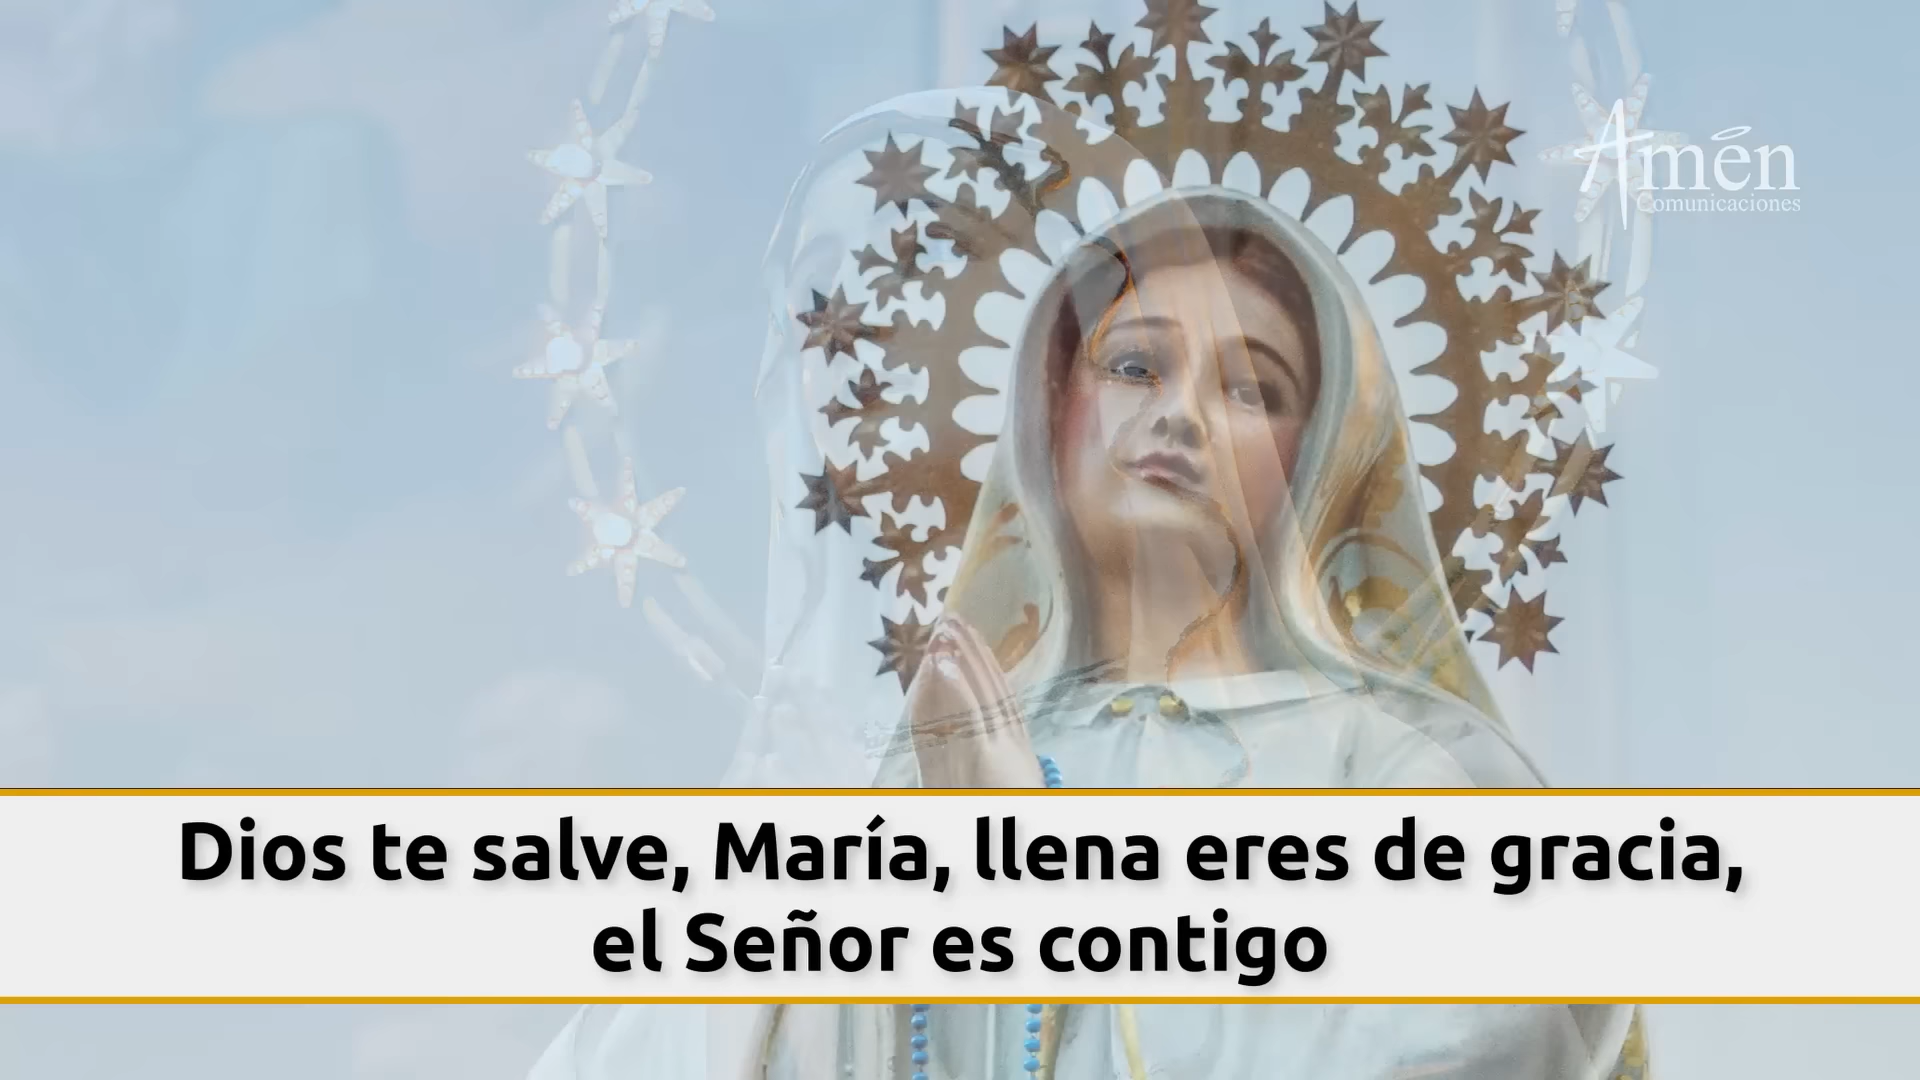 Amén
Comunicaciones
Dios te salve, María, llena eres de gracia,
el Señor es contigo